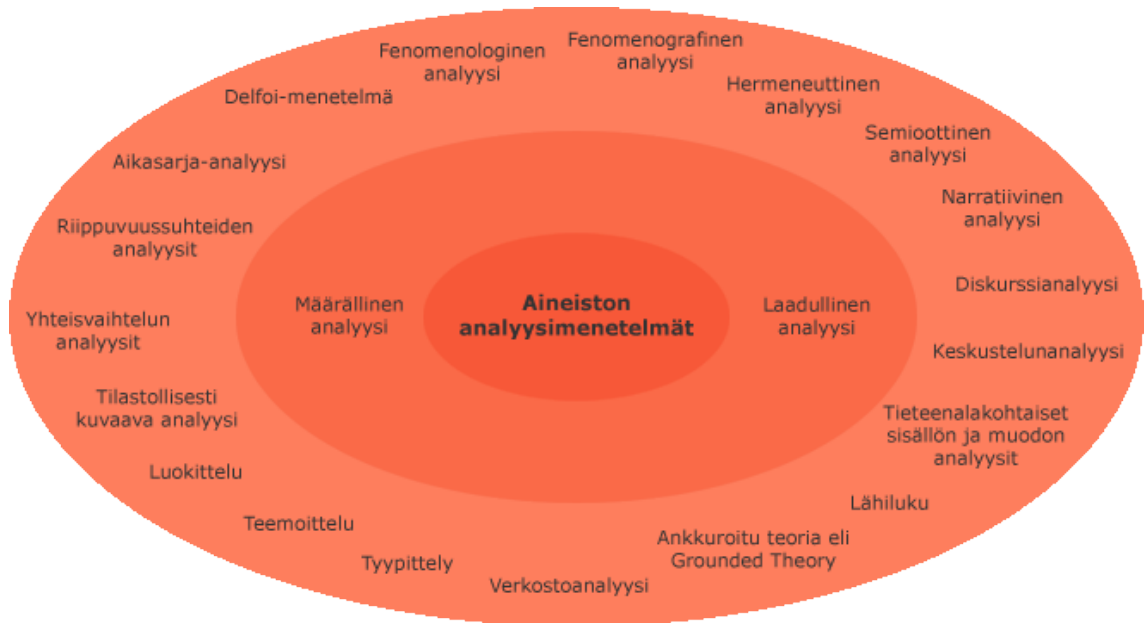 Fenomenologinen
analyysi
Fenomenografinen
analyysi
Hermeneuttinen
analyysi
Semioottinen
analyysi
Narratiivinen
analyysi
Diskurssianalyysi
Keskustelunanalyysi
Tieteenalakohtaiset
sisällön ja muodon
analyysit
Lähiluku
Ankkuroitu teoria eli
Grounded Theory
Verkostoanalyysi
Tyypittely
Teemoittelu
Luokittelu
Tilastollisesti
kuvaava analyysi
Yhteisvaihtelun
analyysit
Riippuvuussuhteiden
analyysit
Aikasarja-analyysi
Delfoi-menetelmä
Määrällinen
analyysi
Aineiston
analyysimenetelmät
Laadullinen
analyysi